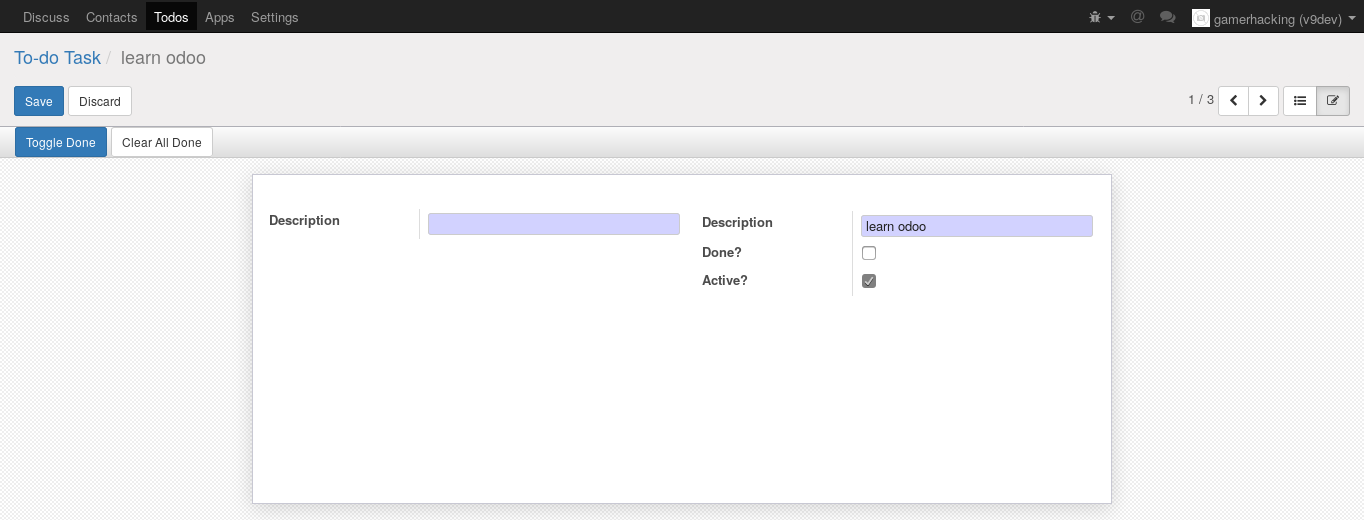 Discuss Contacts Todos Apps Settings gamerhacking (v9dev)
To-do Task / learn odoo
Save Discard 1 / 3
Toggle Done Clear All Done
Description Description learn odoo
Done?
Active?